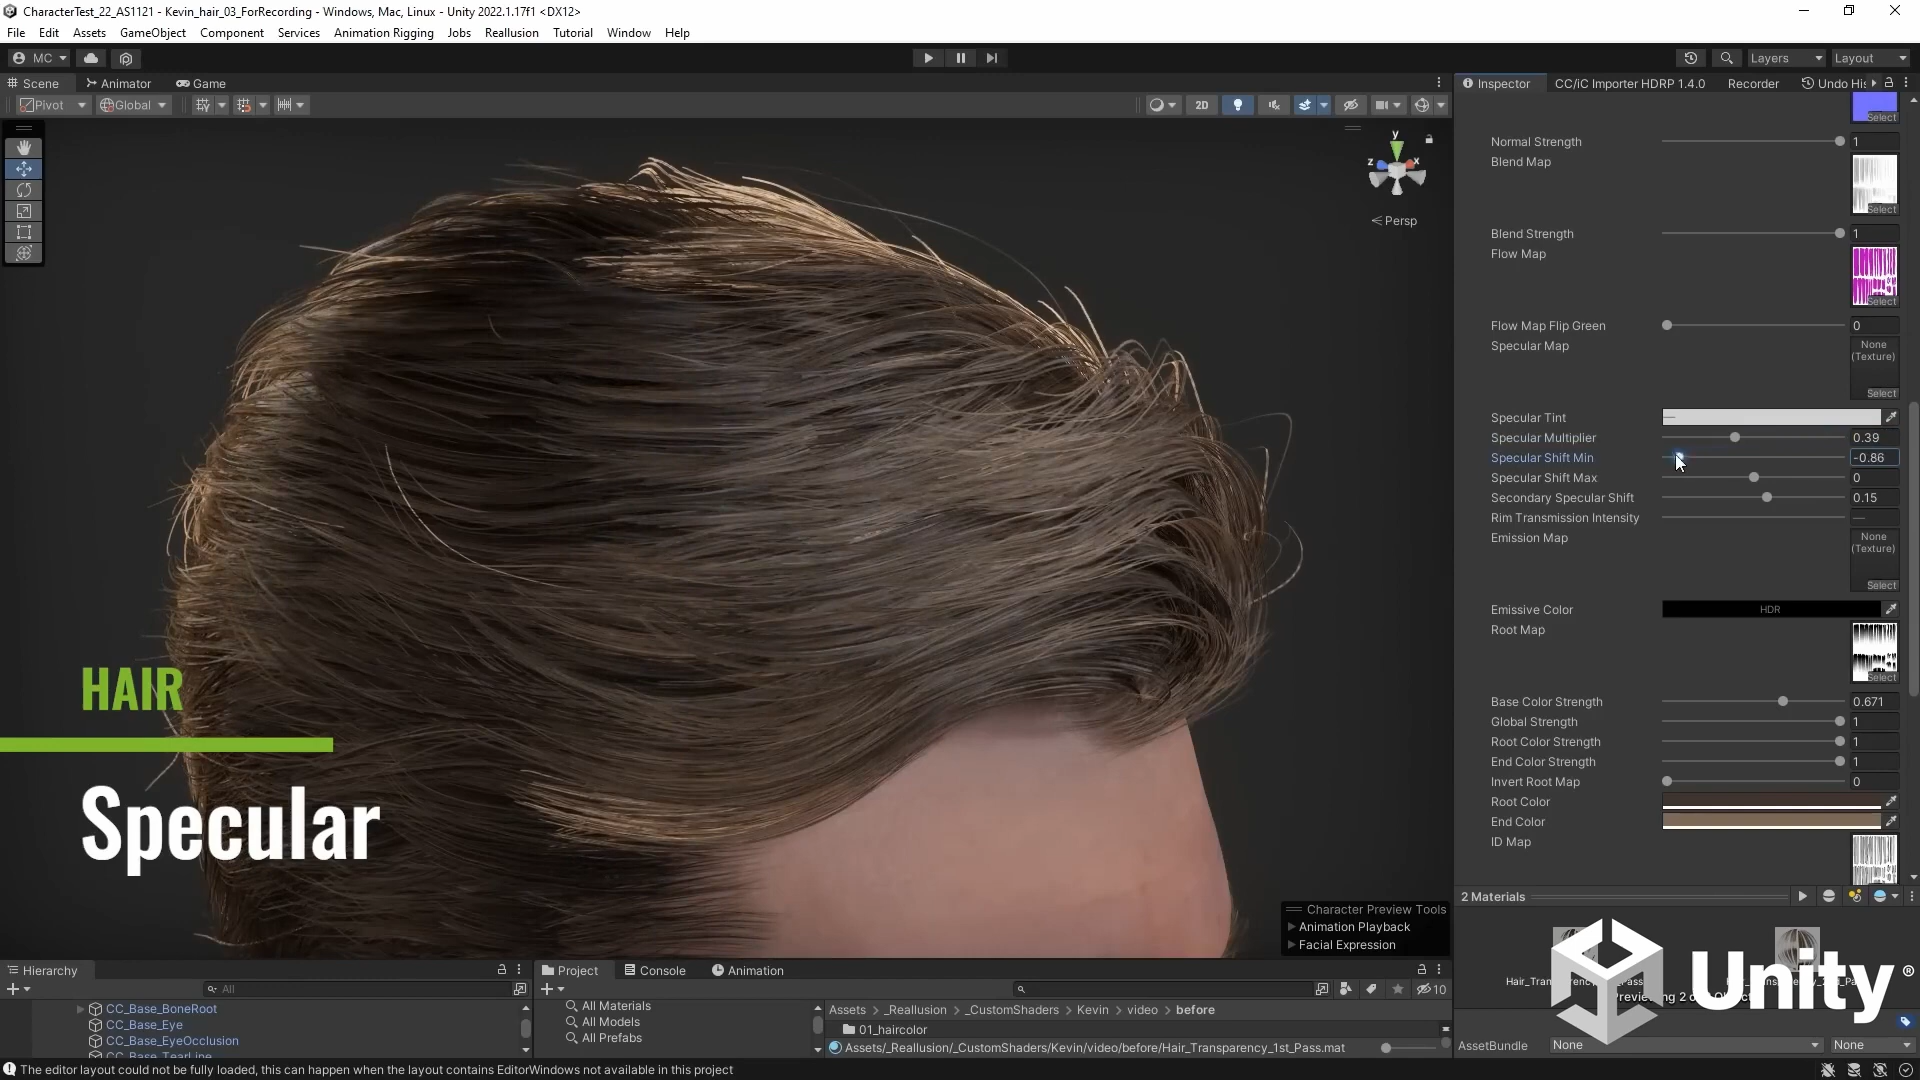 CharacterTest_22_AS1121 - Kevin_hair_03_ForRecording - Windows, Mac, Linux - Unity 2022.1.17f1 <DX12>
File Edit Assets GameObject Component Services Animation Rigging Jobs Reallusion Tutorial Window Help
MC Layers Layout
Scene Animator Game
Pivot Global 2D
y
z x
Persp
HAIR
Specular
Character Preview Tools
Animation Playback
Facial Expression
Inspector CC/iC Importer HDRP 1.4.0 Recorder Undo His
Select
Normal Strength 1
Blend Map
Select
Blend Strength 1
Flow Map
Select
Flow Map Flip Green 0
Specular Map None (Texture)
Select
Specular Tint
Specular Multiplier 0.39
Specular Shift Min -0.86
Specular Shift Max 0
Secondary Specular Shift 0.15
Rim Transmission Intensity —
Emission Map None (Texture)
Select
Emissive Color HDR
Root Map
Select
Base Color Strength 0.671
Global Strength 1
Root Color Strength 1
End Color Strength 1
Invert Root Map 0
Root Color
End Color
ID Map
2 Materials
Unity®
AssetBundle None None
Hierarchy
All
CC_Base_BoneRoot
CC_Base_Eye
CC_Base_EyeOcclusion
CC_Base_TearLine
Project Console Animation
10
All Materials
All Models
All Prefabs
Assets > _Reallusion > _CustomShaders > Kevin > video > before
01_haircolor
Assets/_Reallusion/_CustomShaders/Kevin/video/before/Hair_Transparency_1st_Pass.mat
The editor layout could not be fully loaded, this can happen when the layout contains EditorWindows not available in this project